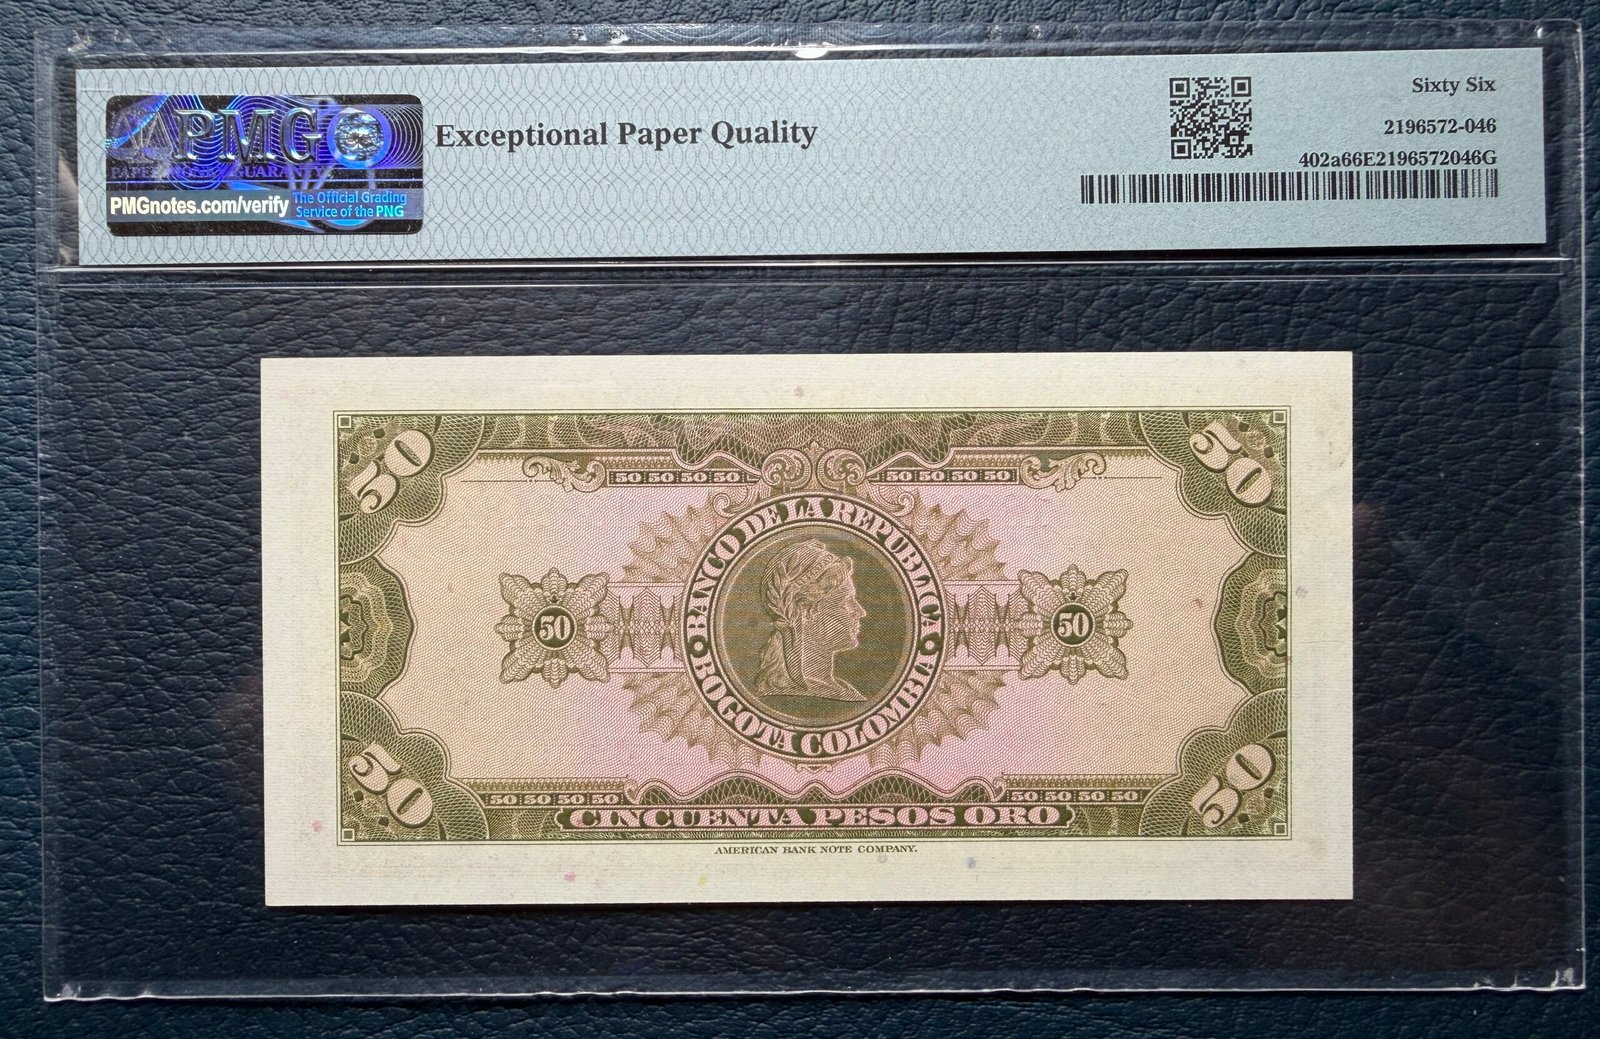 PMG
PAPER MONEY GUARANTY
PMGnotes.com/verify
The Official Grading
Service of the PNG
Exceptional Paper Quality
Sixty Six
2196572-046
402a66E2196572046G
50
50
50 50 50 50
50 50 50 50
BANCO DE LA REPUBLICA
50
50
BOGOTA COLOMBIA
50
50
50 50 50 50
50 50 50 50
CINCUENTA PESOS ORO
AMERICAN BANK NOTE COMPANY.